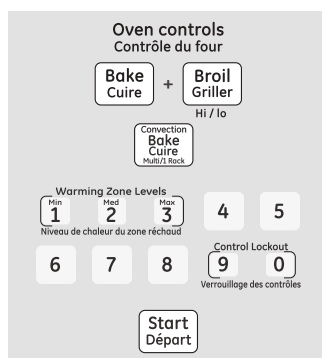 Oven controls
Contrôle du four
Bake
Cuire
+
Broil
Griller
Hi / lo
Convection
Bake
Cuire
Multi/1 Rack
Warming Zone Levels
Min
1
Med
2
Max
3
4
5
Niveau de chaleur du zone réchaud
6
7
8
Control Lockout
9
0
Verrouillage des contrôles
Start
Départ